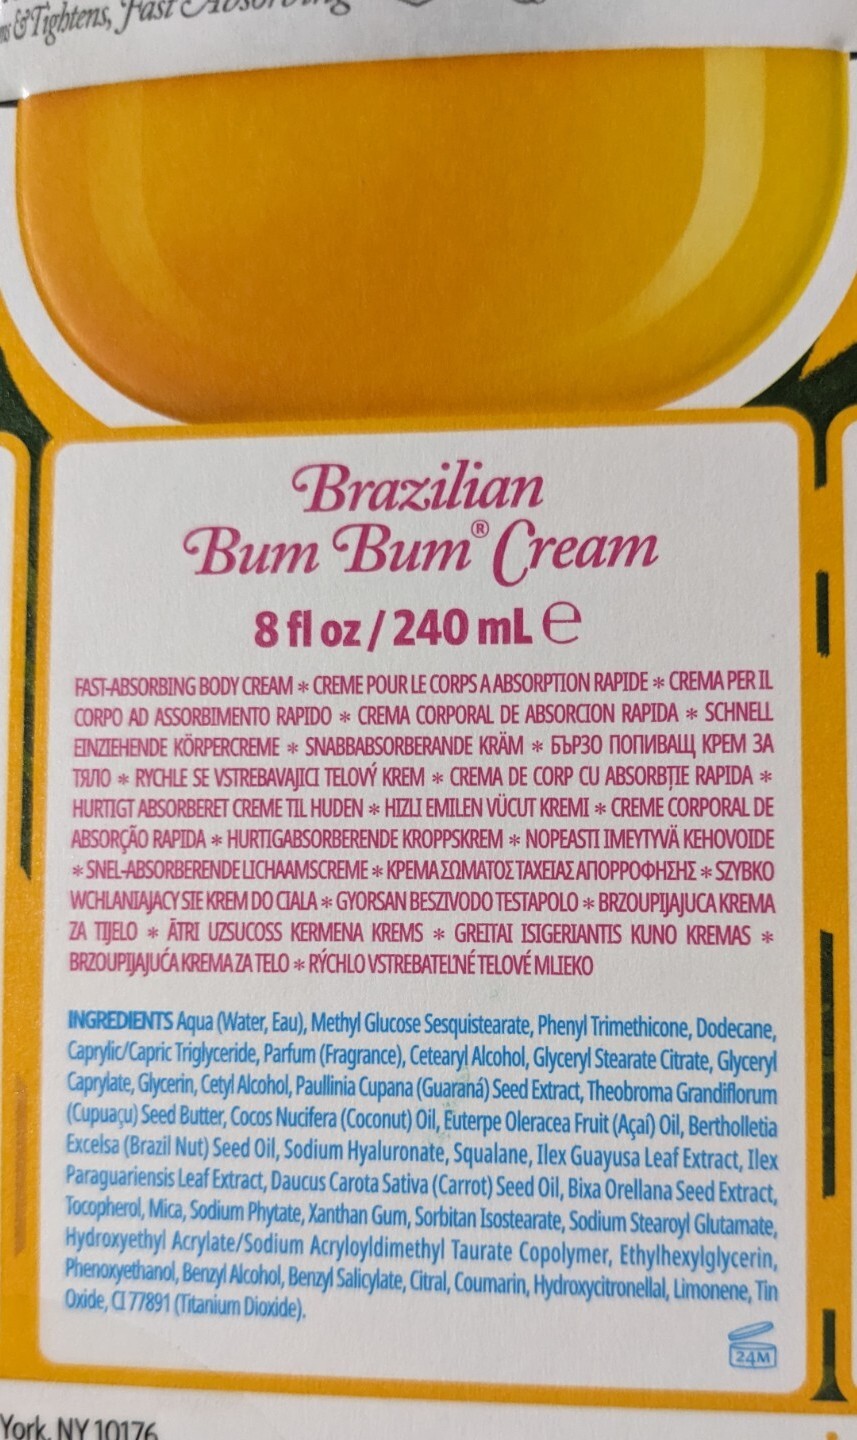 & Tightens, Fast Absorbing
Brazilian
Bum Bum® Cream
8 fl oz / 240 mL ℮
FAST-ABSORBING BODY CREAM * CREME POUR LE CORPS A ABSORPTION RAPIDE * CREMA PER IL
CORPO AD ASSORBIMENTO RAPIDO * CREMA CORPORAL DE ABSORCION RAPIDA * SCHNELL
EINZIEHENDE KÖRPERCREME * SNABBABSORBERANDE KRÄM * БЪРЗО ПОПИВАЩ КРЕМ ЗА
ТЯЛО * RYCHLE SE VSTREBAVAJICI TELOVÝ KREM * CREMA DE CORP CU ABSORBȚIE RAPIDA *
HURTIGT ABSORBERET CREME TIL HUDEN * HIZLI EMILEN VÜCUT KREMI * CREME CORPORAL DE
ABSORÇÃO RAPIDA * HURTIGABSORBERENDE KROPPSKREM * NOPEASTI IMEYTYVÄ KEHOVOIDE
* SNEL-ABSORBERENDE LICHAAMSCREME * ΚΡΕΜΑ ΣΩΜΑΤΟΣ ΤΑΧΕΙΑΣ ΑΠΟΡΡΟΦΗΣΗΣ * SZYBKO
WCHLANIAJACY SIE KREM DO CIALA * GYORSAN BESZIVODO TESTAPOLO * BRZOUPIJAJUCA KREMA
ZA TIJELO * ĀTRI UZSUCOSS KERMENA KREMS * GREITAI ISIGERIANTIS KUNO KREMAS *
BRZOUPIJAJUĆA KREMA ZA TELO * RÝCHLO VSTREBATEĽNÉ TELOVÉ MLIEKO
INGREDIENTS Aqua (Water, Eau), Methyl Glucose Sesquistearate, Phenyl Trimethicone, Dodecane,
Caprylic/Capric Triglyceride, Parfum (Fragrance), Cetearyl Alcohol, Glyceryl Stearate Citrate, Glyceryl
Caprylate, Glycerin, Cetyl Alcohol, Paullinia Cupana (Guaraná) Seed Extract, Theobroma Grandiflorum
(Cupuaçu) Seed Butter, Cocos Nucifera (Coconut) Oil, Euterpe Oleracea Fruit (Açaí) Oil, Bertholletia
Excelsa (Brazil Nut) Seed Oil, Sodium Hyaluronate, Squalane, Ilex Guayusa Leaf Extract, Ilex
Paraguariensis Leaf Extract, Daucus Carota Sativa (Carrot) Seed Oil, Bixa Orellana Seed Extract,
Tocopherol, Mica, Sodium Phytate, Xanthan Gum, Sorbitan Isostearate, Sodium Stearoyl Glutamate,
Hydroxyethyl Acrylate/Sodium Acryloyldimethyl Taurate Copolymer, Ethylhexylglycerin,
Phenoxyethanol, Benzyl Alcohol, Benzyl Salicylate, Citral, Coumarin, Hydroxycitronellal, Limonene, Tin
Oxide, CI 77891 (Titanium Dioxide).
24M
York, NY 10176